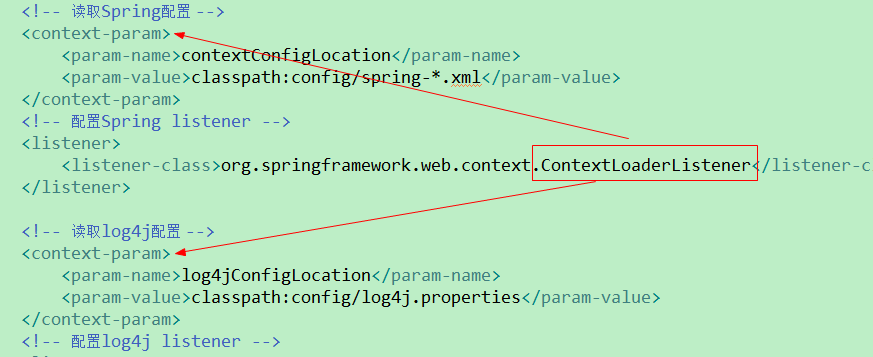 <!-- 读取Spring配置 -->
<context-param>
<param-name>contextConfigLocation</param-name>
<param-value>classpath:config/spring-*.xml</param-value>
</context-param>
<!-- 配置Spring listener -->
<listener>
<listener-class>org.springframework.web.context.ContextLoaderListener</listener-c
</listener>
<!-- 读取log4j配置 -->
<context-param>
<param-name>log4jConfigLocation</param-name>
<param-value>classpath:config/log4j.properties</param-value>
</context-param>
<!-- 配置log4j listener -->